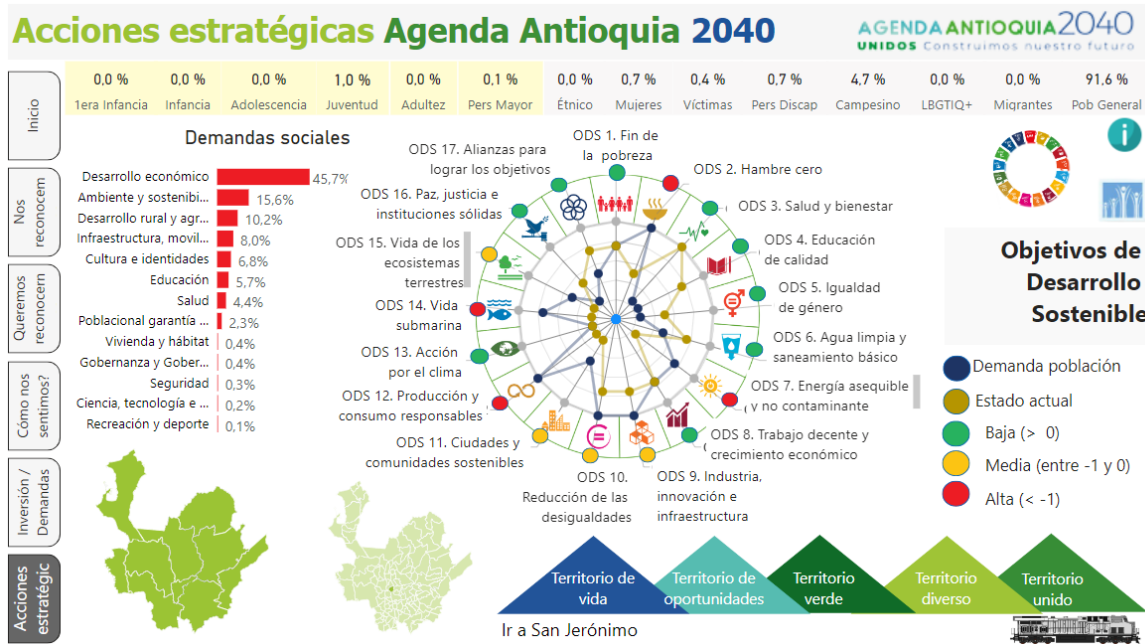 Acciones estratégicas Agenda Antioquia 2040
AGENDA ANTIOQUIA 2040
UNIDOS Construimos nuestro futuro
0,0 % 0,0 % 0,0 % 1,0 % 0,0 % 0,1 % 0,0 % 0,7 % 0,4 % 0,7 % 4,7 % 0,0 % 0,0 % 91,6 %
1era Infancia Infancia Adolescencia Juventud Adultez Pers Mayor Étnico Mujeres Víctimas Pers Discap Campesino LBGTIQ+ Migrantes Pob General
Inicio
Nos
reconocem
Queremos
reconocern
Cómo nos
sentimos?
Inversión /
Demandas
Acciones
estratégic
Demandas sociales
Desarrollo económico 45,7%
Ambiente y sostenibi... 15,6%
Desarrollo rural y agr... 10,2%
Infraestructura, movil... 8,0%
Cultura e identidades 6,8%
Educación 5,7%
Salud 4,4%
Poblacional garantía ... 2,3%
Vivienda y hábitat 0,4%
Gobernanza y Gober... 0,4%
Seguridad 0,3%
Ciencia, tecnología e ... 0,2%
Recreación y deporte 0,1%
ODS 1. Fin de
la pobreza
ODS 2. Hambre cero
ODS 3. Salud y bienestar
ODS 4. Educación
de calidad
ODS 5. Igualdad
de género
ODS 6. Agua limpia y
saneamiento básico
ODS 7. Energía asequible
y no contaminante
ODS 8. Trabajo decente y
crecimiento económico
ODS 9. Industria,
innovación e
infraestructura
ODS 10.
Reducción de las
desigualdades
ODS 11. Ciudades y
comunidades sostenibles
ODS 12. Producción y
consumo responsables
ODS 13. Acción
por el clima
ODS 14. Vida
submarina
ODS 15. Vida de los
ecosistemas
terrestres
ODS 16. Paz, justicia e
instituciones sólidas
ODS 17. Alianzas para
lograr los objetivos
Objetivos de
Desarrollo
Sostenible
Demanda población
Estado actual
Baja (> 0)
Media (entre -1 y 0)
Alta (< -1)
Territorio de
vida
Territorio de
oportunidades
Territorio
verde
Territorio
diverso
Territorio
unido
Ir a San Jerónimo